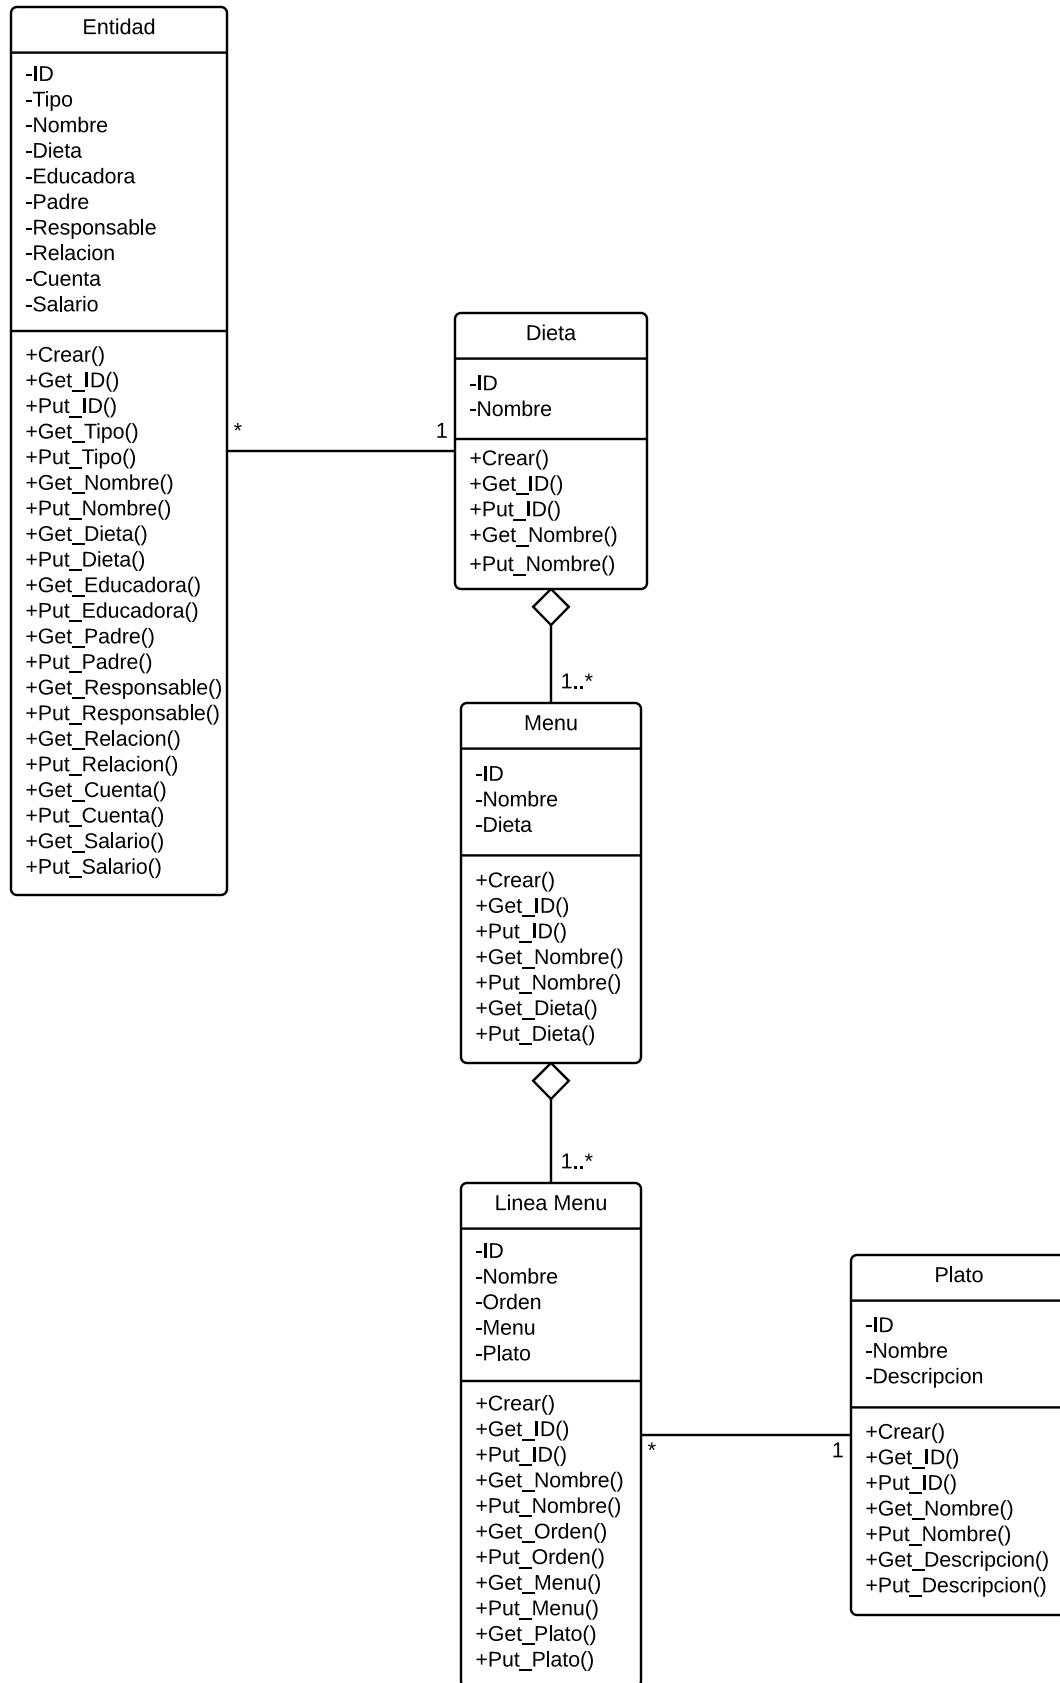 Entidad
-ID
-Tipo
-Nombre
-Dieta
-Educadora
-Padre
-Responsable
-Relacion
-Cuenta
-Salario
+Crear()
+Get_ID()
+Put_ID()
+Get_Tipo()
+Put_Tipo()
+Get_Nombre()
+Put_Nombre()
+Get_Dieta()
+Put_Dieta()
+Get_Educadora()
+Put_Educadora()
+Get_Padre()
+Put_Padre()
+Get_Responsable()
+Put_Responsable()
+Get_Relacion()
+Put_Relacion()
+Get_Cuenta()
+Put_Cuenta()
+Get_Salario()
+Put_Salario()
*
1
Dieta
-ID
-Nombre
+Crear()
+Get_ID()
+Put_ID()
+Get_Nombre()
+Put_Nombre()
1..*
Menu
-ID
-Nombre
-Dieta
+Crear()
+Get_ID()
+Put_ID()
+Get_Nombre()
+Put_Nombre()
+Get_Dieta()
+Put_Dieta()
1..*
Linea Menu
-ID
-Nombre
-Orden
-Menu
-Plato
+Crear()
+Get_ID()
+Put_ID()
+Get_Nombre()
+Put_Nombre()
+Get_Orden()
+Put_Orden()
+Get_Menu()
+Put_Menu()
+Get_Plato()
+Put_Plato()
*
1
Plato
-ID
-Nombre
-Descripcion
+Crear()
+Get_ID()
+Put_ID()
+Get_Nombre()
+Put_Nombre()
+Get_Descripcion()
+Put_Descripcion()